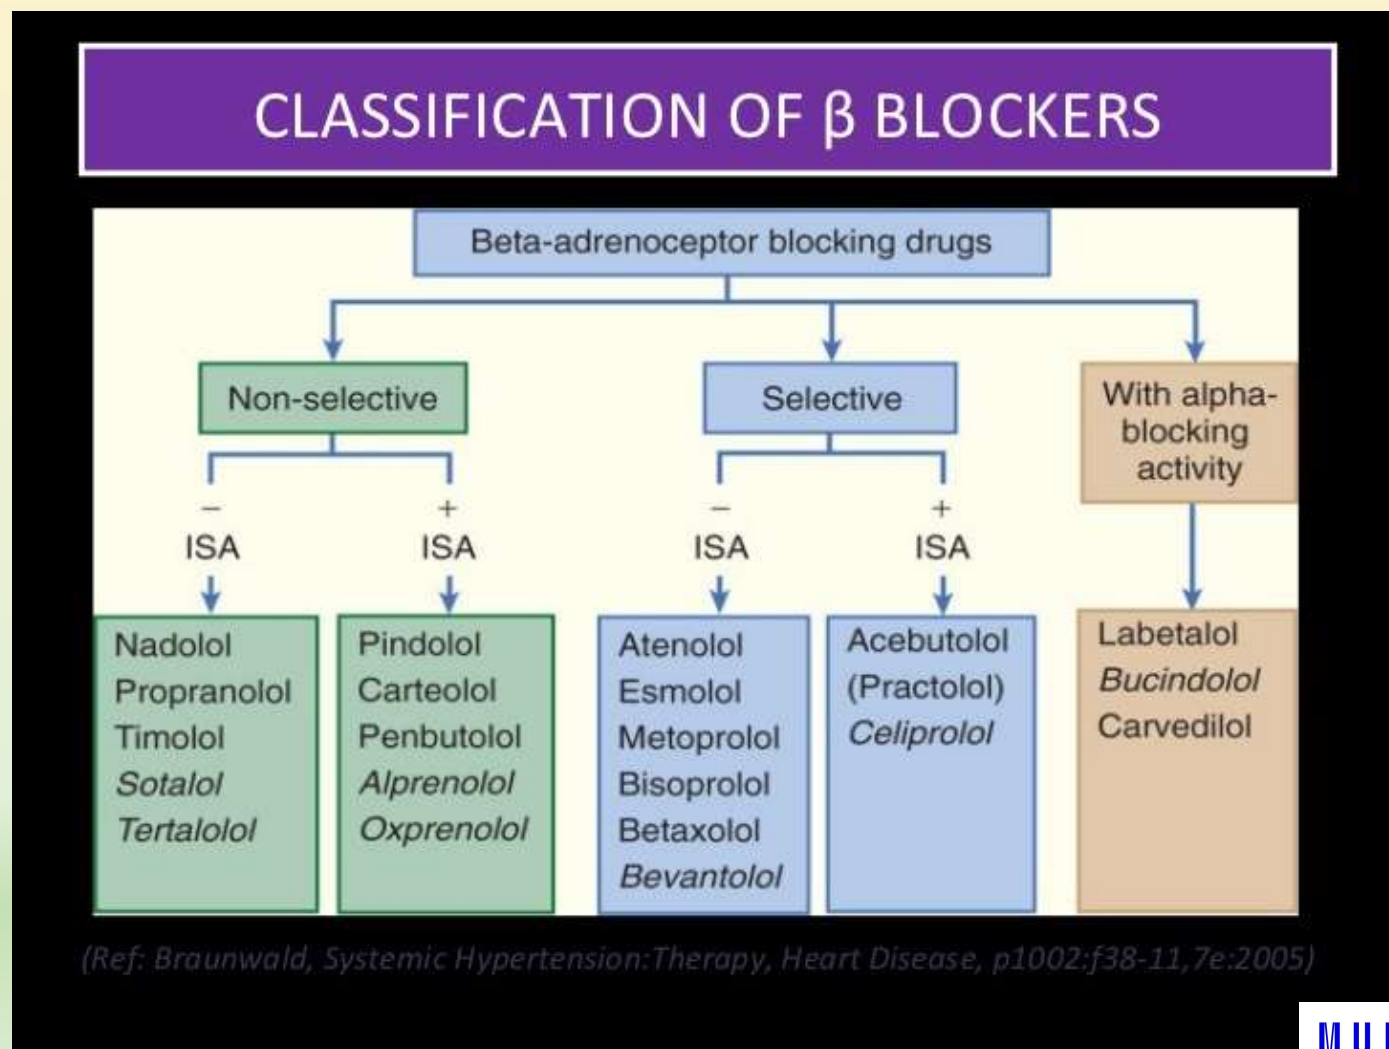 CLASSIFICATION OF β BLOCKERS
Beta-adrenoceptor blocking drugs
Non-selective
Selective
With alpha-
blocking
activity
–
ISA
+
ISA
–
ISA
+
ISA
Nadolol
Propranolol
Timolol
Sotalol
Tertalolol
Pindolol
Carteolol
Penbutolol
Alprenolol
Oxprenolol
Atenolol
Esmolol
Metoprolol
Bisoprolol
Betaxolol
Bevantolol
Acebutolol
(Practolol)
Celiprolol
Labetalol
Bucindolol
Carvedilol
(Ref: Braunwald, Systemic Hypertension:Therapy, Heart Disease, p1002:f38-11,7e:2005)